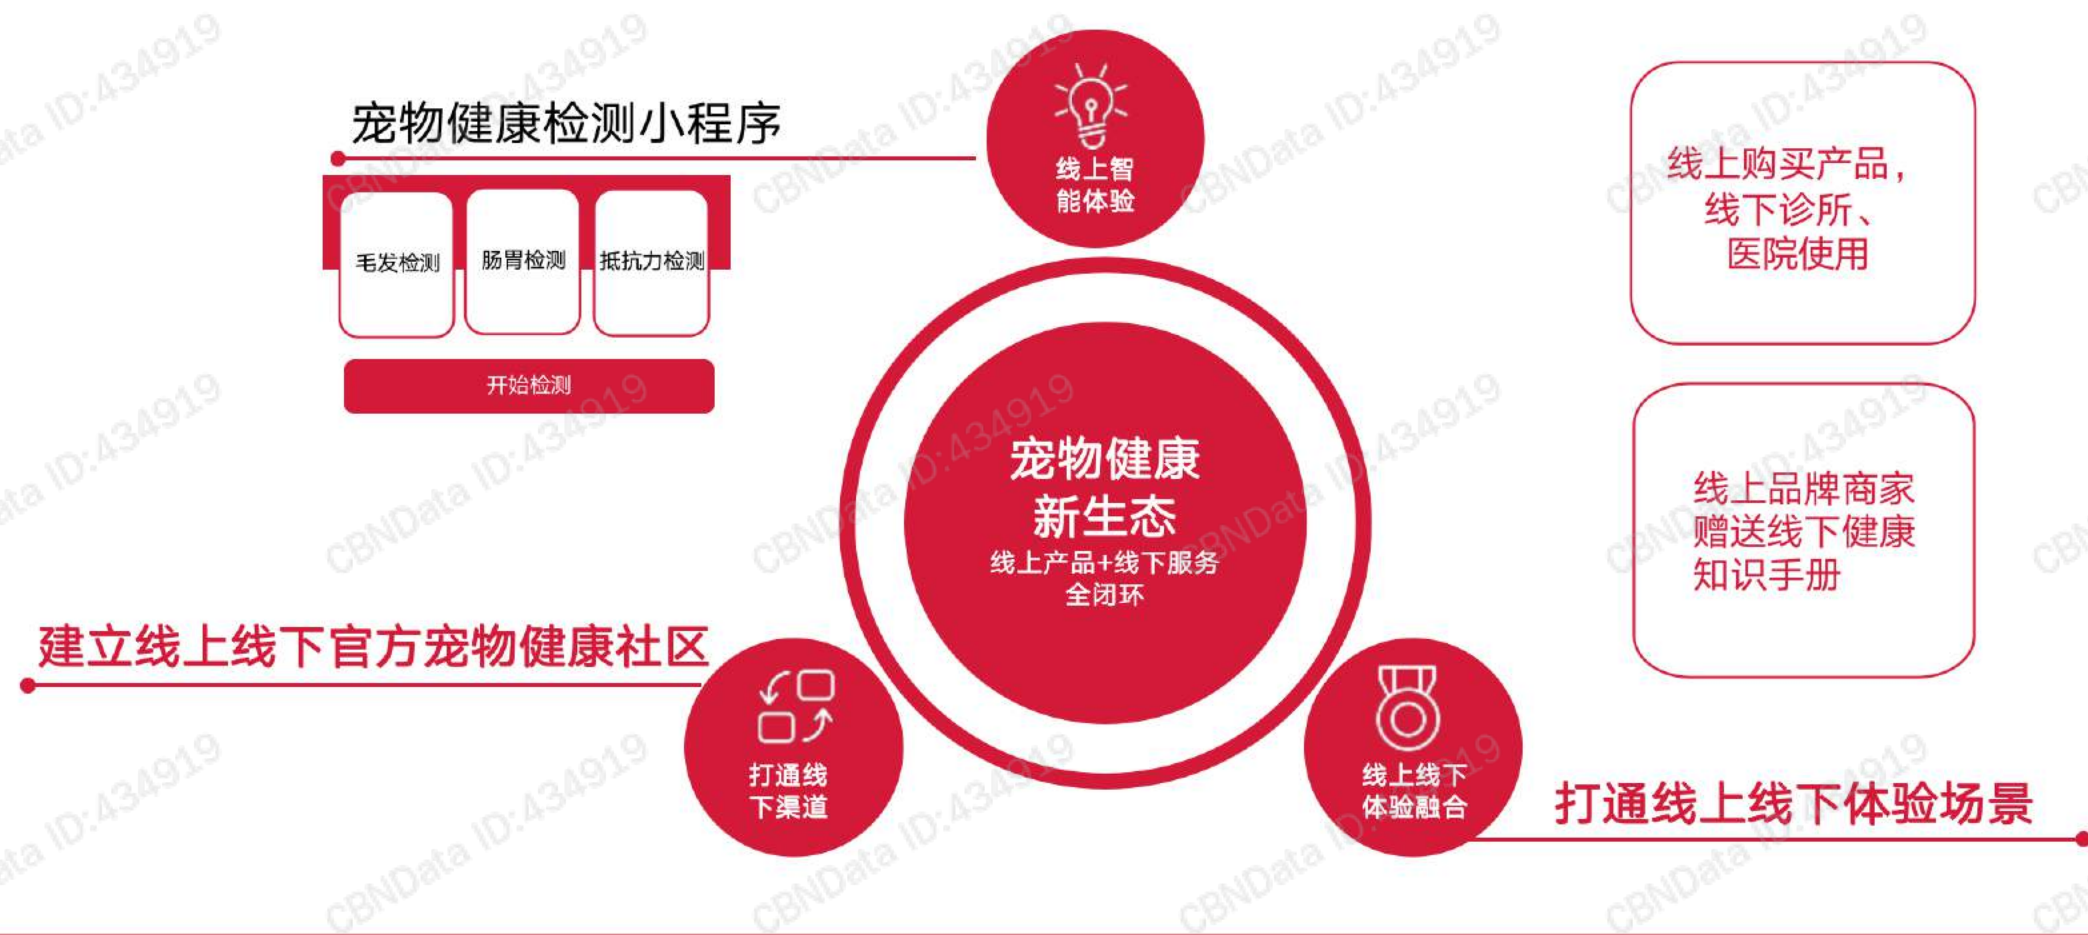 宠物健康检测小程序
毛发检测
肠胃检测
抵抗力检测
开始检测
线上智
能体验
宠物健康
新生态
线上产品+线下服务
全闭环
建立线上线下官方宠物健康社区
打通线
下渠道
线上线下
体验融合
打通线上线下体验场景
线上购买产品，
线下诊所、
医院使用
线上品牌商家
赠送线下健康
知识手册
CBNData ID:434919